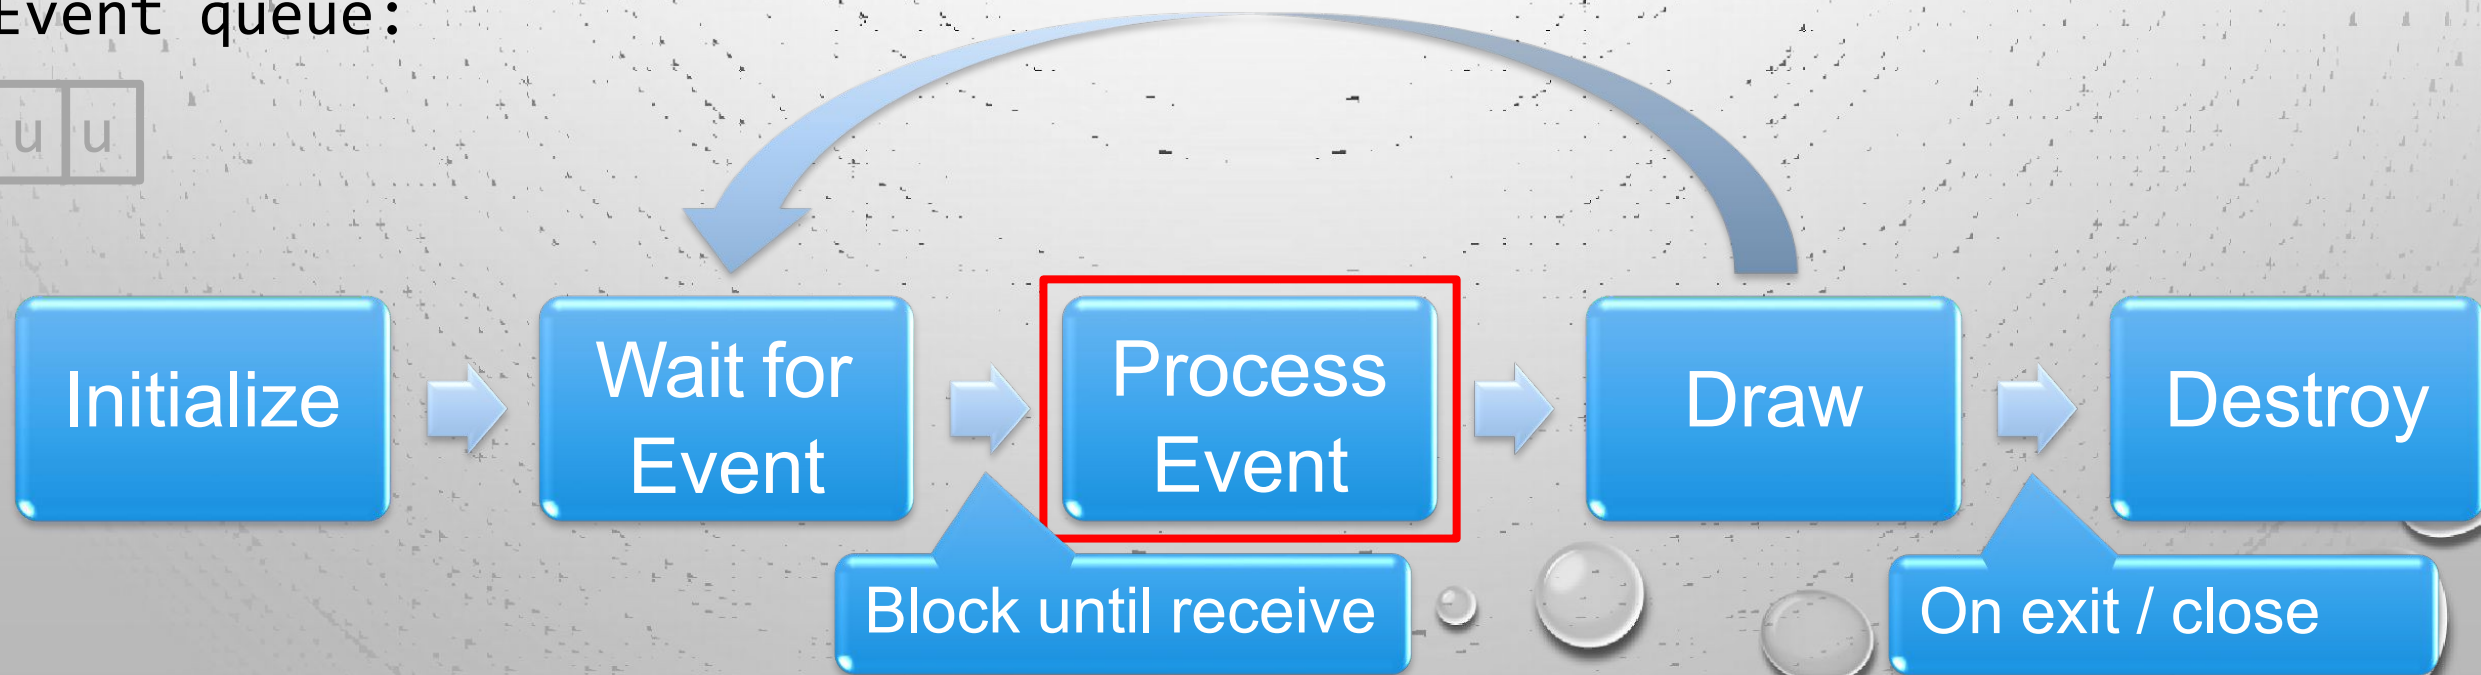 Event queue:
u u
Initialize
Wait for
Event
Process
Event
Draw
Destroy
Block until receive
On exit / close